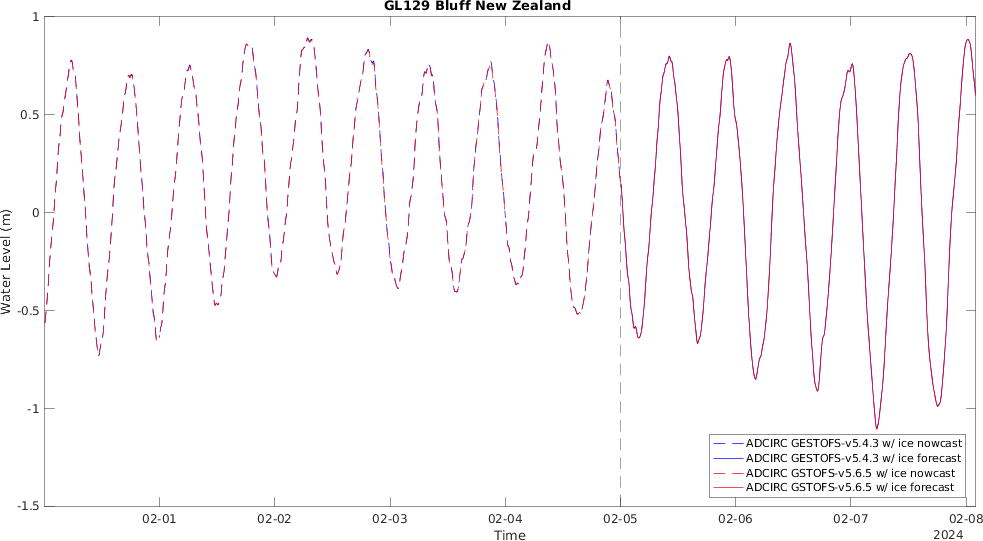 GL129 Bluff New Zealand
1
0.5
0
-0.5
-1
-1.5
Water Level (m)
02-01 02-02 02-03 02-04 02-05 02-06 02-07 02-08
Time
2024
ADCIRC GESTOFS-v5.4.3 w/ ice nowcast
ADCIRC GESTOFS-v5.4.3 w/ ice forecast
ADCIRC GSTOFS-v5.6.5 w/ ice nowcast
ADCIRC GSTOFS-v5.6.5 w/ ice forecast